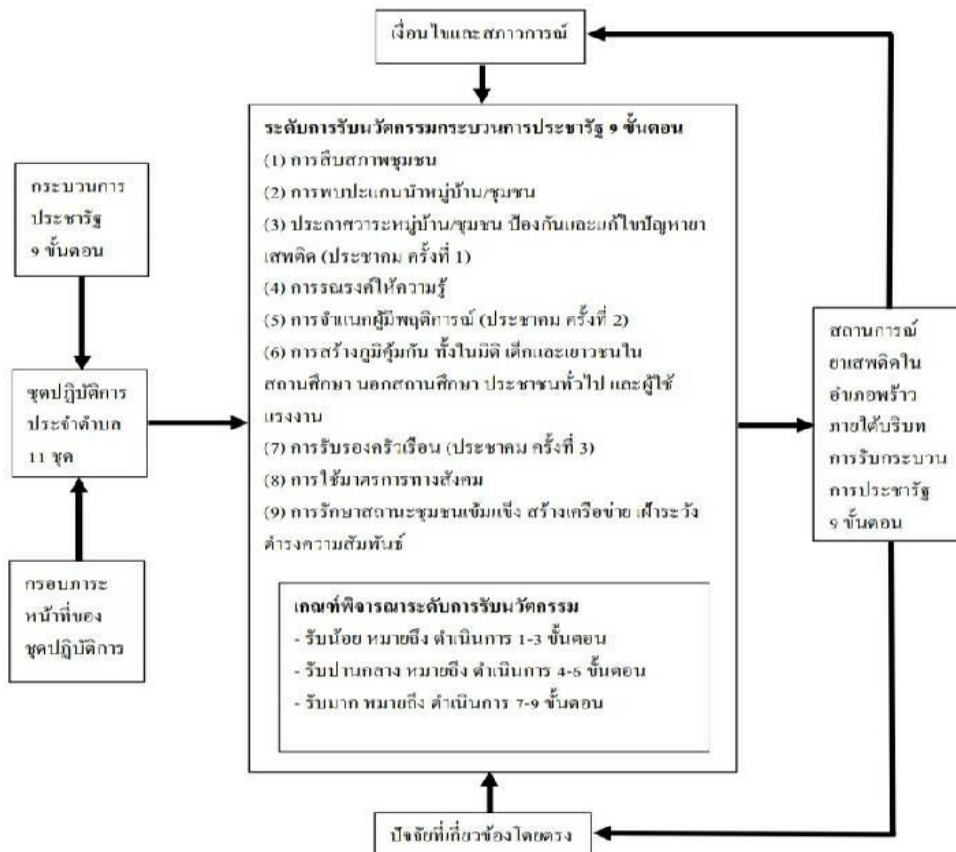 เงื่อนไขและสภาวการณ์
ระดับการรับนวัตกรรมกระบวนการประชารัฐ 9 ขั้นตอน
(1) การสืบสภาพชุมชน
(2) การพบปะแกนนำหมู่บ้าน/ชุมชน
(3) ประกาศวาระหมู่บ้าน/ชุมชน ป้องกันและแก้ไขปัญหายา
เสพติด (ประชาคม ครั้งที่ 1)
(4) การรณรงค์ให้ความรู้
(5) การจำแนกผู้มีพฤติการณ์ (ประชาคม ครั้งที่ 2)
(6) การสร้างภูมิคุ้มกัน ทั้งในมิติ เด็กและเยาวชนใน
สถานศึกษา นอกสถานศึกษา ประชาชนทั่วไป และผู้ใช้
แรงงาน
(7) การรับรองครัวเรือน (ประชาคม ครั้งที่ 3)
(8) การใช้มาตรการทางสังคม
(9) การรักษาสถานะชุมชนเข้มแข็ง สร้างเครือข่าย เฝ้าระวัง
ดำรงความสัมพันธ์
เกณฑ์พิจารณาระดับการรับนวัตกรรม
- รับน้อย หมายถึง ดำเนินการ 1-3 ขั้นตอน
- รับปานกลาง หมายถึง ดำเนินการ 4-5 ขั้นตอน
- รับมาก หมายถึง ดำเนินการ 7-9 ขั้นตอน
กระบวนการ
ประชารัฐ
9 ขั้นตอน
ชุดปฏิบัติการ
ประจำตำบล
11 ชุด
กรอบภาระ
หน้าที่ของ
ชุดปฏิบัติการ
สถานการณ์
ยาเสพติดใน
อำเภอพร้าว
ภายใต้บริบท
การรับกระบวน
การประชารัฐ
9 ขั้นตอน
ปัจจัยที่เกี่ยวข้องโดยตรง